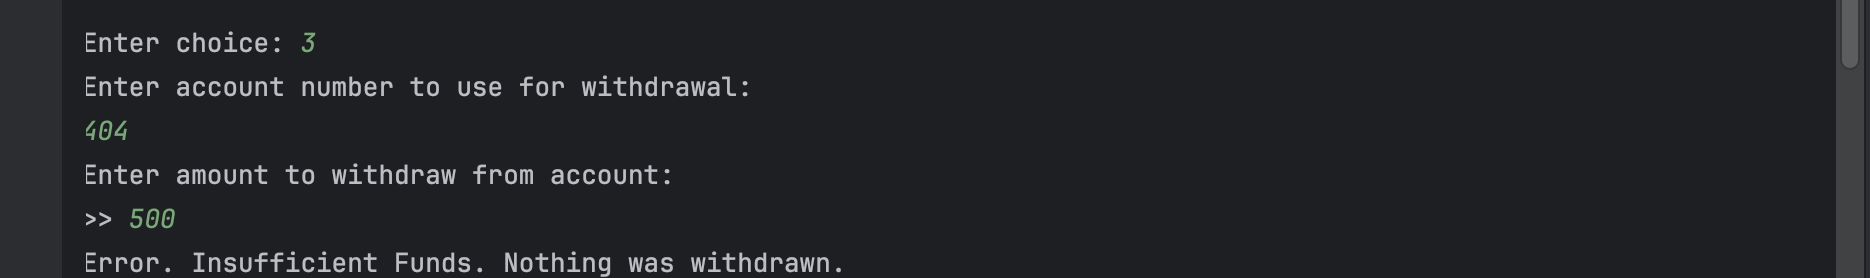 Enter choice: 3
Enter account number to use for withdrawal:
404
Enter amount to withdraw from account:
>> 500
Error. Insufficient Funds. Nothing was withdrawn.